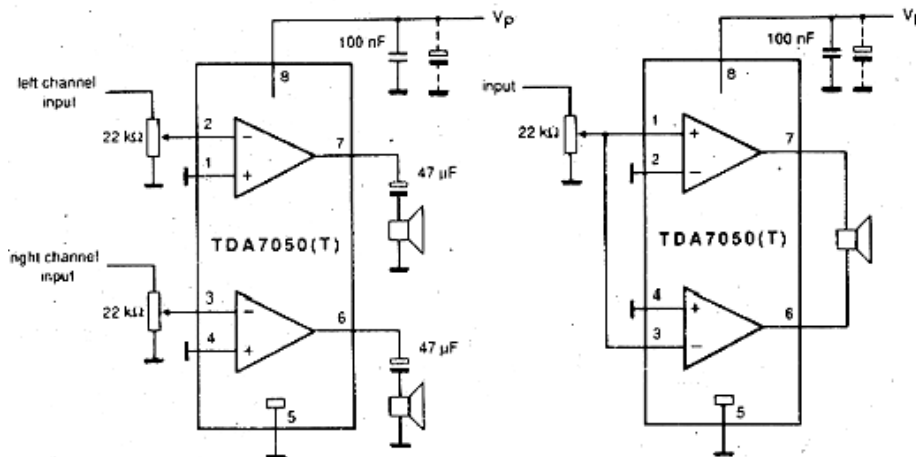 Vp
100 nF
8
left channel
input
22 kΩ
2
-
1
+
7
47 µF
TDA7050(T)
right channel
input
22 kΩ
3
-
4
+
6
47 µF
5
100 nF
8
input
22 kΩ
1
+
2
-
7
TDA7050(T)
4
+
3
-
6
5